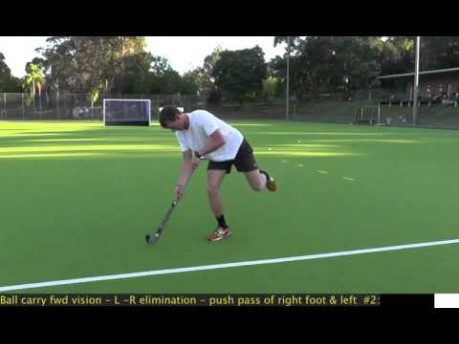 Ball carry fwd vision - L -R elimination - push pass of right foot & left #2: